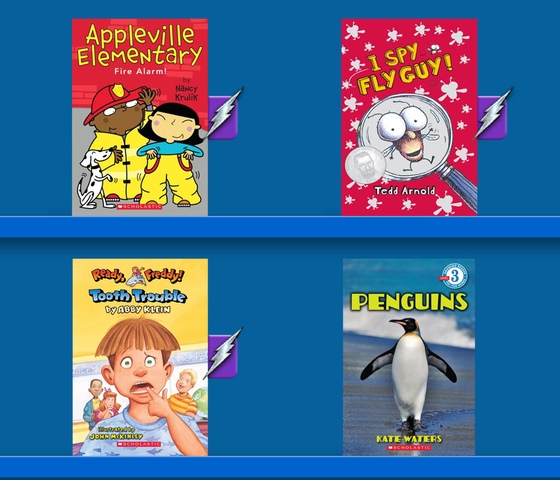 Appleville
Elementary
Fire Alarm!
by
Nancy
Krulik
SCHOLASTIC
I SPY
FLY GUY!
Tedd Arnold
Ready, Freddy!
Tooth Trouble
by ABBY KLEIN
illustrated by
JOHN McKINLEY
SCHOLASTIC
3
PENGUINS
KATE WATERS
SCHOLASTIC